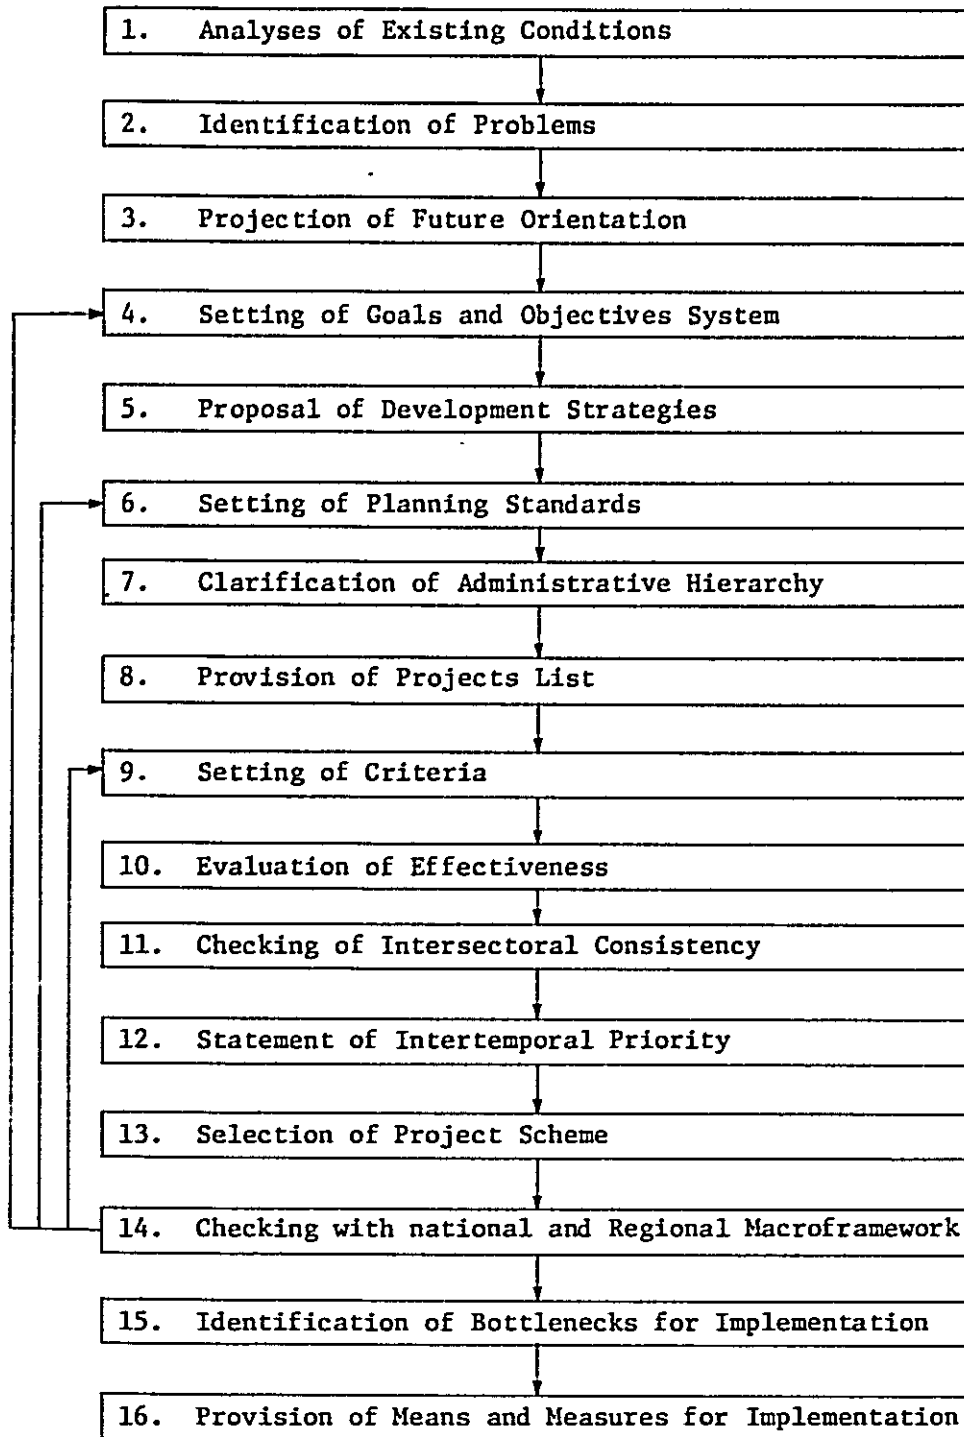 1. Analyses of Existing Conditions
2. Identification of Problems
3. Projection of Future Orientation
4. Setting of Goals and Objectives System
5. Proposal of Development Strategies
6. Setting of Planning Standards
7. Clarification of Administrative Hierarchy
8. Provision of Projects List
9. Setting of Criteria
10. Evaluation of Effectiveness
11. Checking of Intersectoral Consistency
12. Statement of Intertemporal Priority
13. Selection of Project Scheme
14. Checking with national and Regional Macroframework
15. Identification of Bottlenecks for Implementation
16. Provision of Means and Measures for Implementation